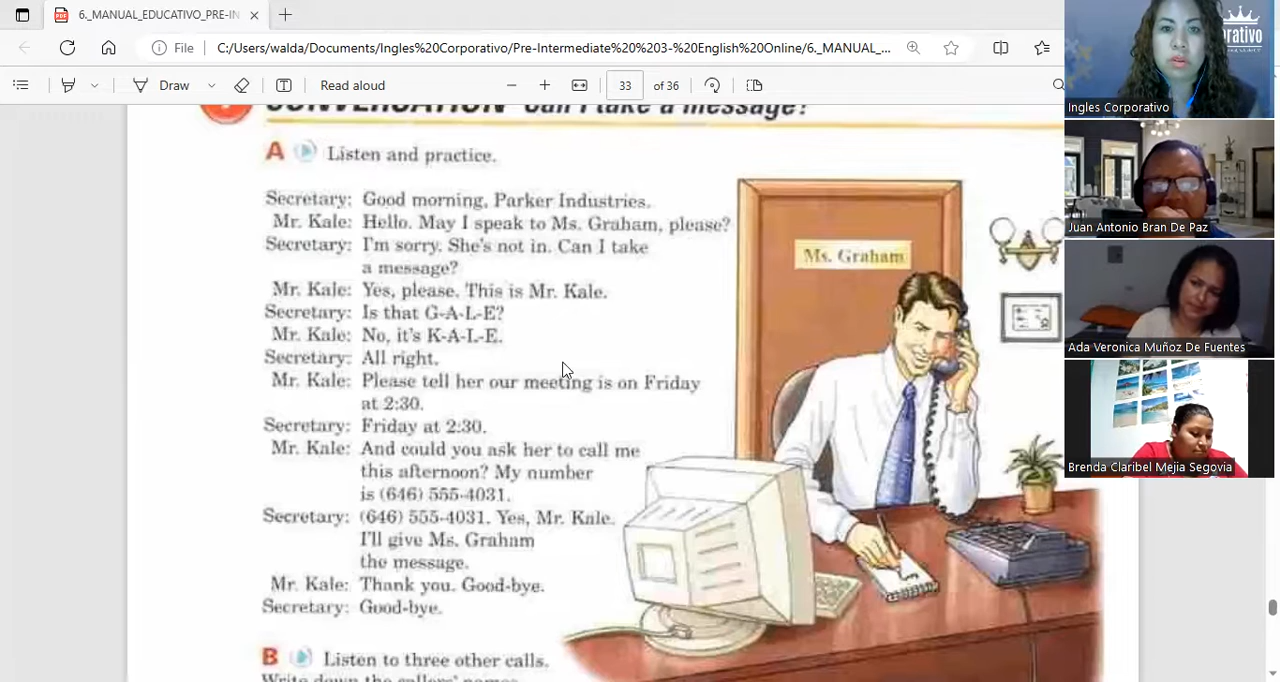 6._MANUAL_EDUCATIVO_PRE-IN
File
C:/Users/walda/Documents/Ingles%20Corporativo/Pre-Intermediate%20%203-%20English%20Online/6._MANUAL_...
Draw
Read aloud
33
of 36
CONVERSATION Can I take a message?
A Listen and practice.
Secretary: Good morning, Parker Industries.
Mr. Kale: Hello. May I speak to Ms. Graham, please?
Secretary: I'm sorry. She's not in. Can I take
a message?
Mr. Kale: Yes, please. This is Mr. Kale.
Secretary: Is that G-A-L-E?
Mr. Kale: No, it's K-A-L-E.
Secretary: All right.
Mr. Kale: Please tell her our meeting is on Friday
at 2:30.
Secretary: Friday at 2:30.
Mr. Kale: And could you ask her to call me
this afternoon? My number
is (646) 555-4031.
Secretary: (646) 555-4031. Yes, Mr. Kale.
I'll give Ms. Graham
the message.
Mr. Kale: Thank you. Good-bye.
Secretary: Good-bye.
B Listen to three other calls.
Write down the callers' names
Ms. Graham
orativo
Ingles Corporativo
Juan Antonio Bran De Paz
Ada Veronica Muñoz De Fuentes
Brenda Claribel Mejia Segovia